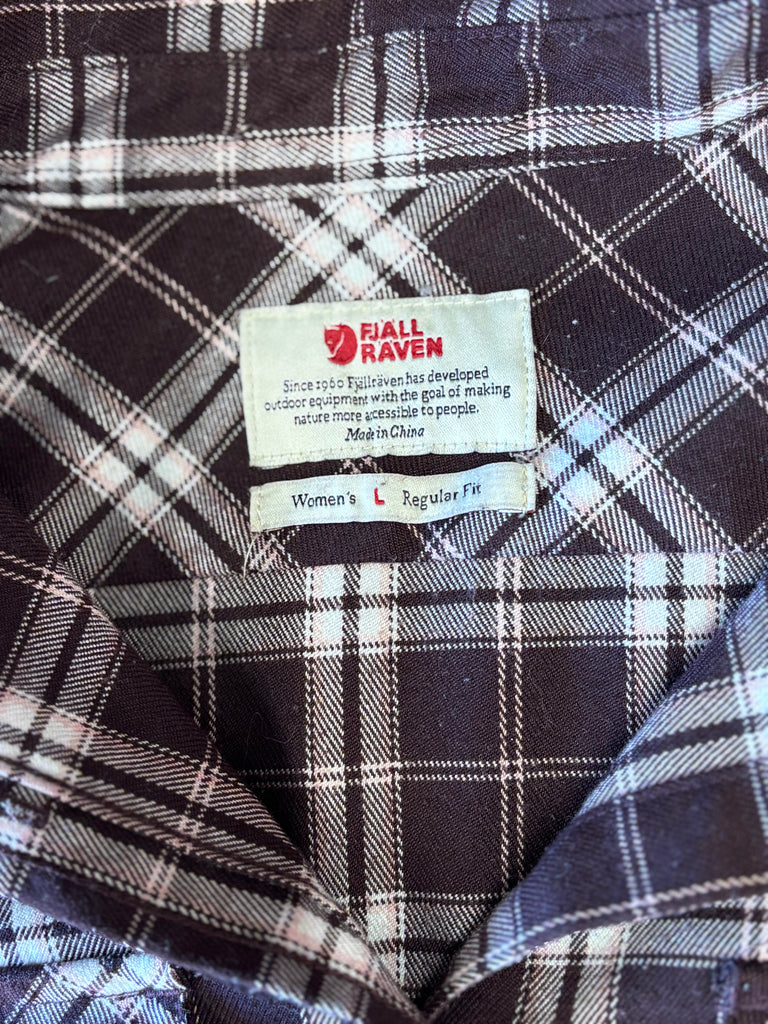 FJÄLL
RÄVEN
Since 1960 Fjällräven has developed
outdoor equipment with the goal of making
nature more accessible to people.
Made in China
Women's L Regular Fit